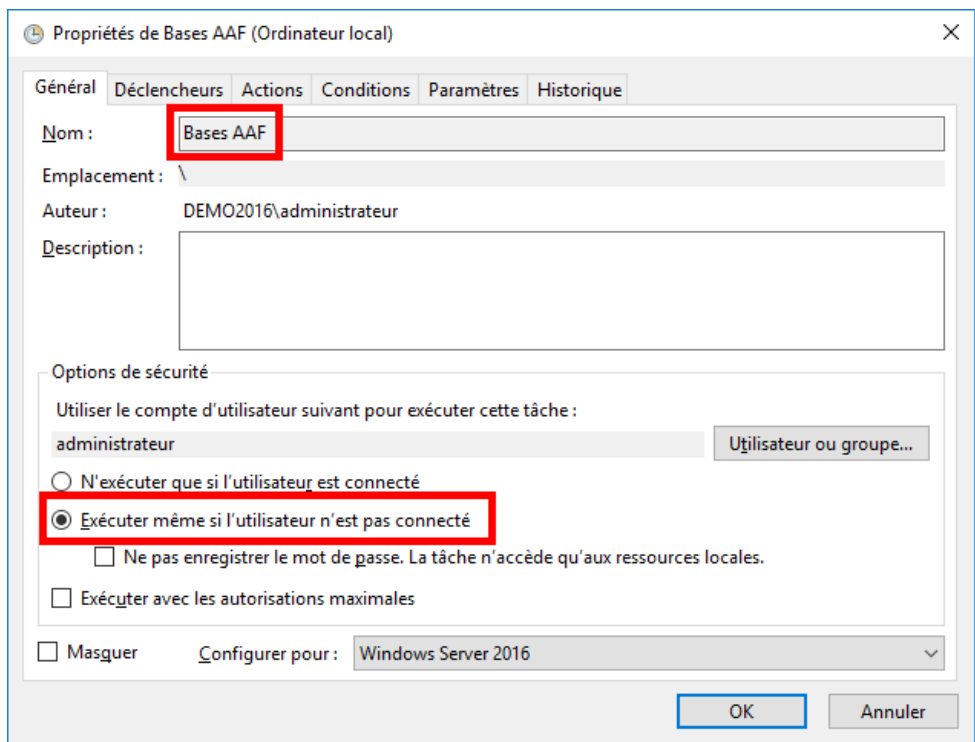 Propriétés de Bases AAF (Ordinateur local)
Général Déclencheurs Actions Conditions Paramètres Historique
Nom : Bases AAF
Emplacement : \
Auteur : DEMO2016\administrateur
Description :
Options de sécurité
Utiliser le compte d'utilisateur suivant pour exécuter cette tâche :
administrateur Utilisateur ou groupe...
N'exécuter que si l'utilisateur est connecté
Exécuter même si l'utilisateur n'est pas connecté
Ne pas enregistrer le mot de passe. La tâche n'accède qu'aux ressources locales.
Exécuter avec les autorisations maximales
Masquer Configurer pour : Windows Server 2016
OK Annuler